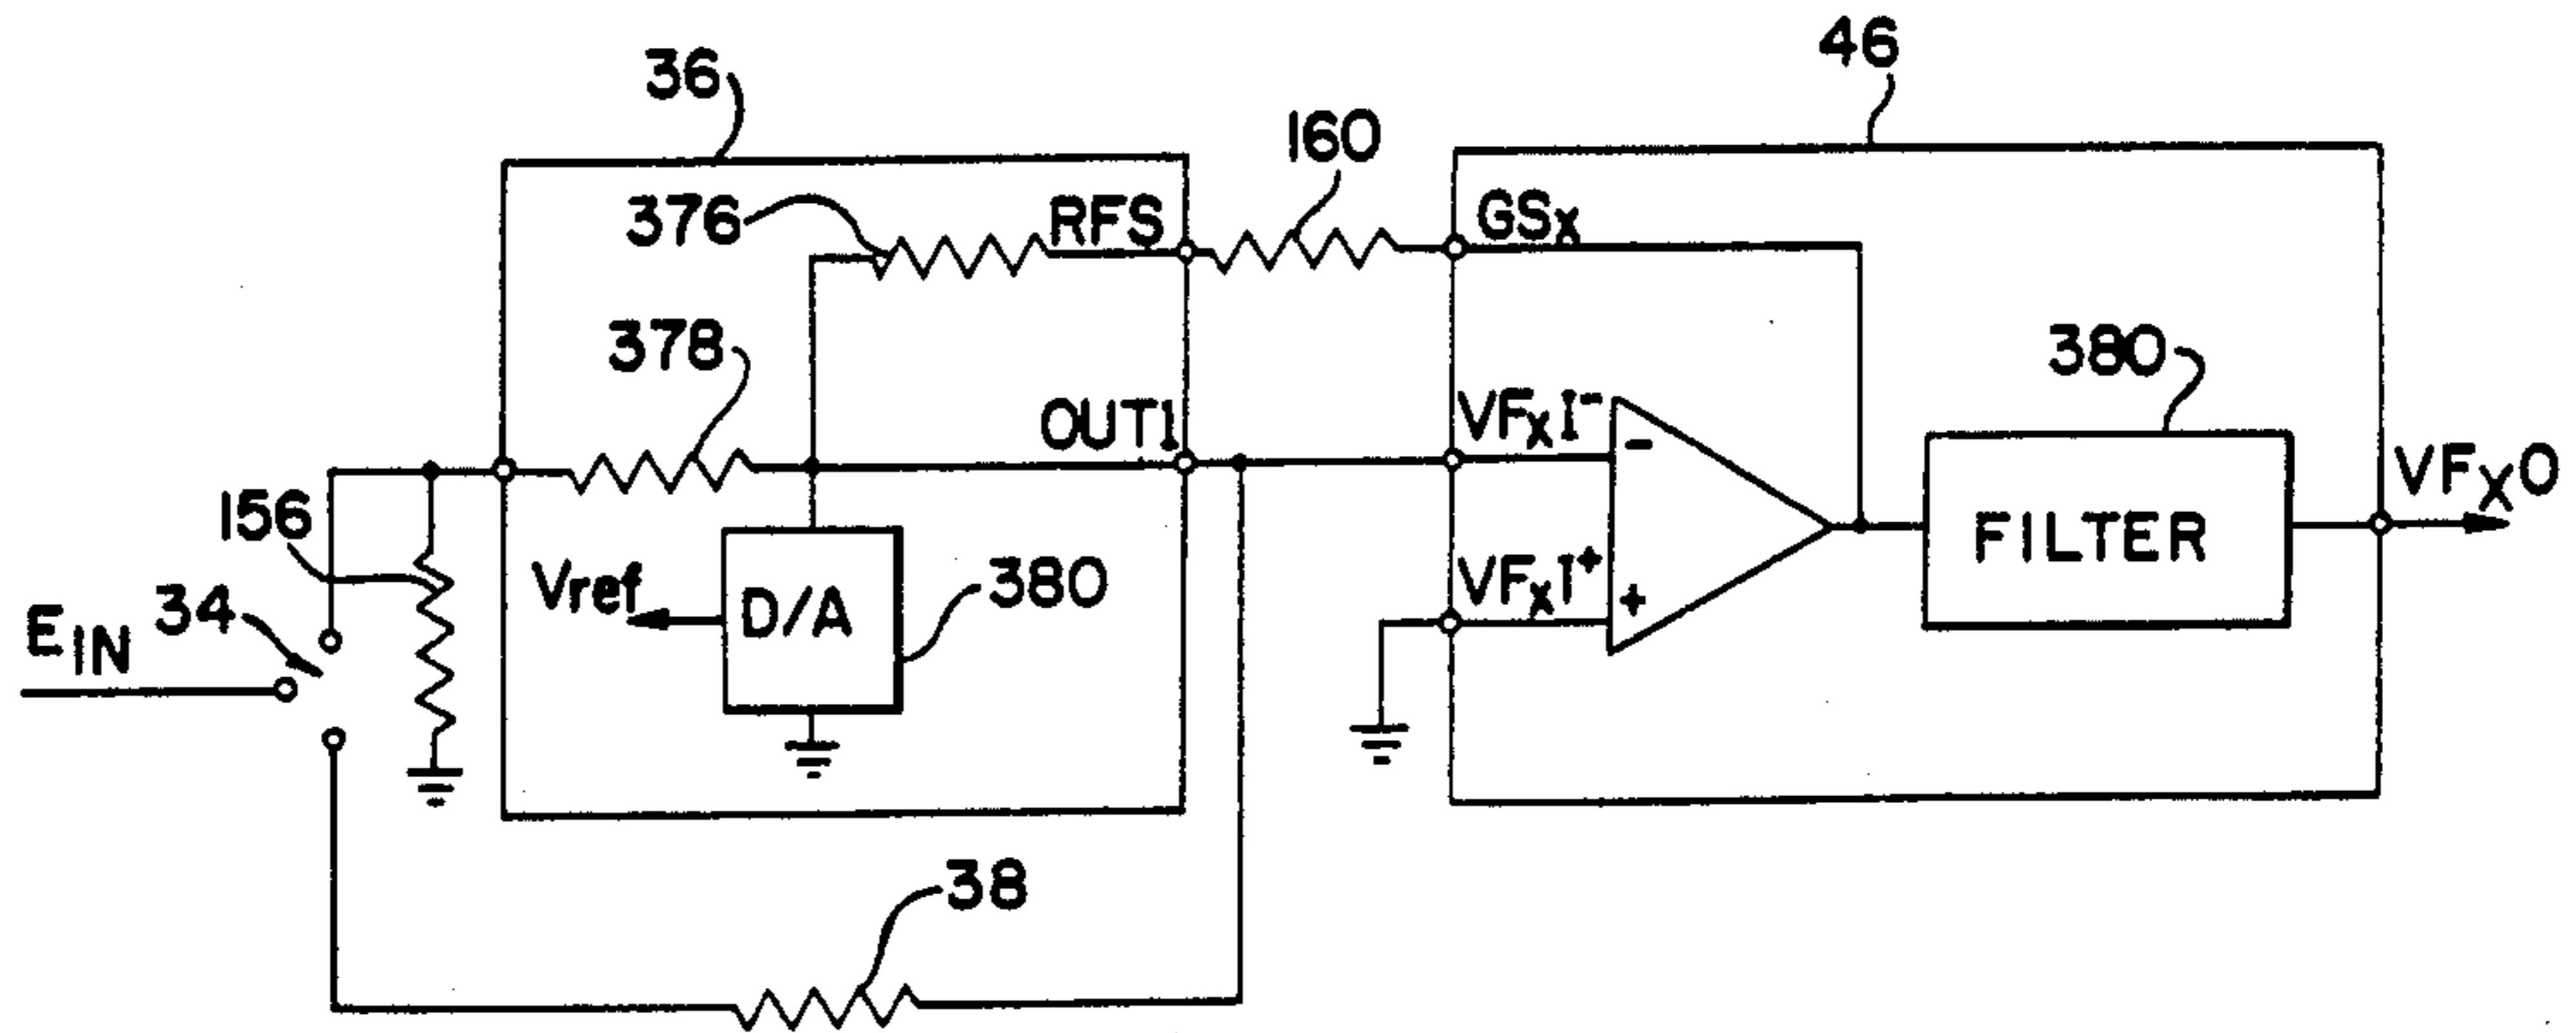 36
46
160
376
RFS
GSx
378
380
OUT1
VFxI-
-
VFxO
156
34
Vref
D/A
380
VFxI+
+
FILTER
EIN
38